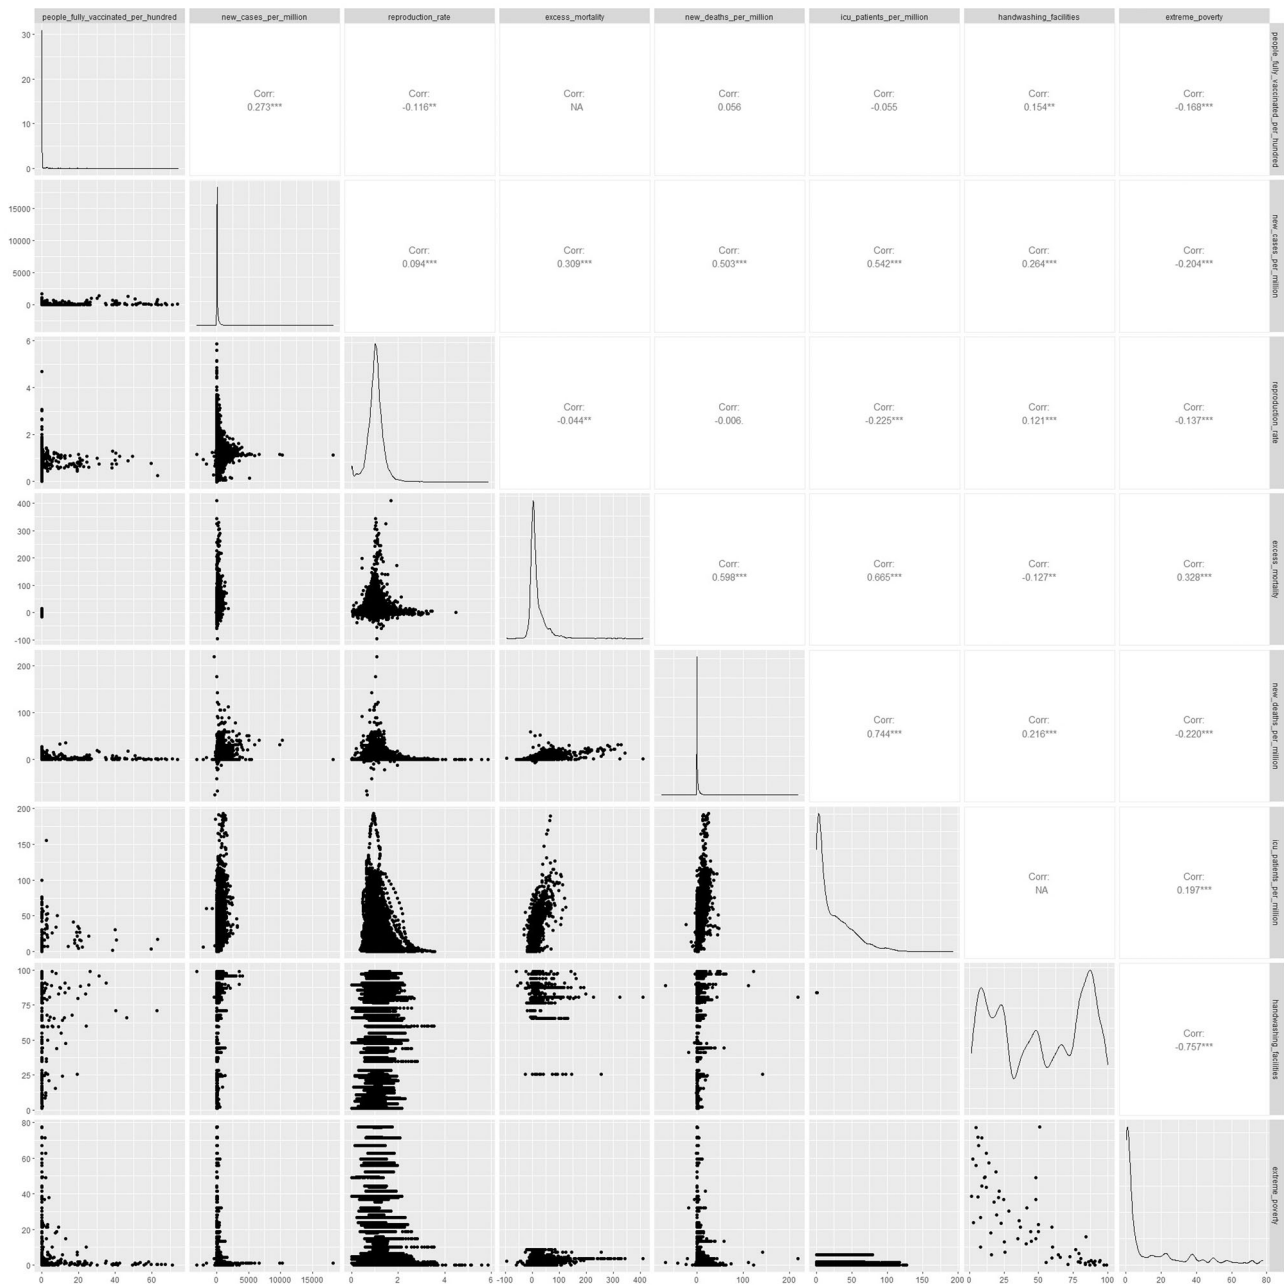 people_fully_vaccinated_per_hundred new_cases_per_million reproduction_rate excess_mortality new_deaths_per_million icu_patients_per_million handwashing_facilities extreme_poverty
30
20
10
0
Corr:
0.273***
Corr:
-0.116**
Corr:
NA
Corr:
0.056
Corr:
-0.055
Corr:
0.154**
Corr:
-0.168***
people_fully_vaccinated_per_hundred
15000
10000
5000
0
Corr:
0.094***
Corr:
0.309***
Corr:
0.503***
Corr:
0.542***
Corr:
0.264***
Corr:
-0.204***
new_cases_per_million
6
4
2
0
Corr:
-0.044**
Corr:
-0.006.
Corr:
-0.225***
Corr:
0.121***
Corr:
-0.137***
reproduction_rate
400
300
200
100
0
-100
Corr:
0.598***
Corr:
0.665***
Corr:
-0.127**
Corr:
0.328***
excess_mortality
200
100
0
Corr:
0.744***
Corr:
0.216***
Corr:
-0.220***
new_deaths_per_million
200
150
100
50
0
Corr:
NA
Corr:
0.197***
icu_patients_per_million
100
75
50
25
0
Corr:
-0.757***
handwashing_facilities
80
60
40
20
0
extreme_poverty
0 20 40 60 0 5000 10000 15000 0 2 4 6 -100 0 100 200 300 400 0 100 200 0 50 100 150 200 0 25 50 75 100 0 20 40 60 80